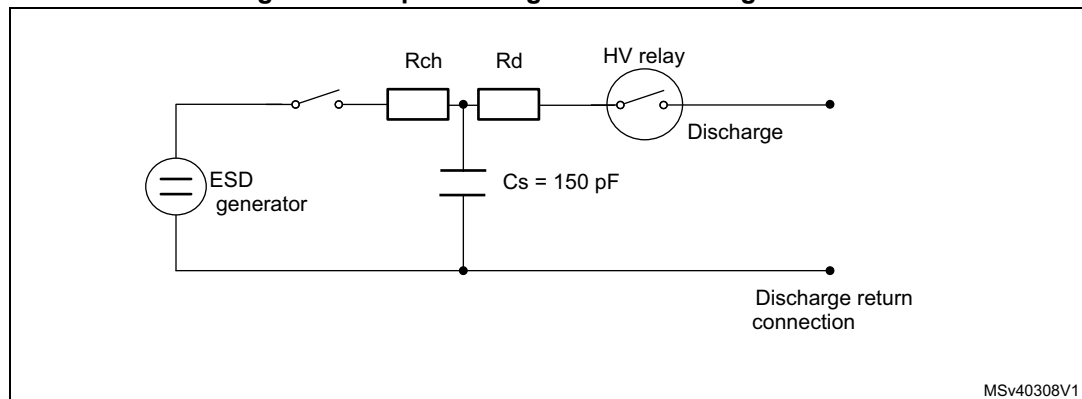 Rch
Rd
HV relay
Discharge
ESD
generator
Cs = 150 pF
Discharge return
connection
MSv40308V1